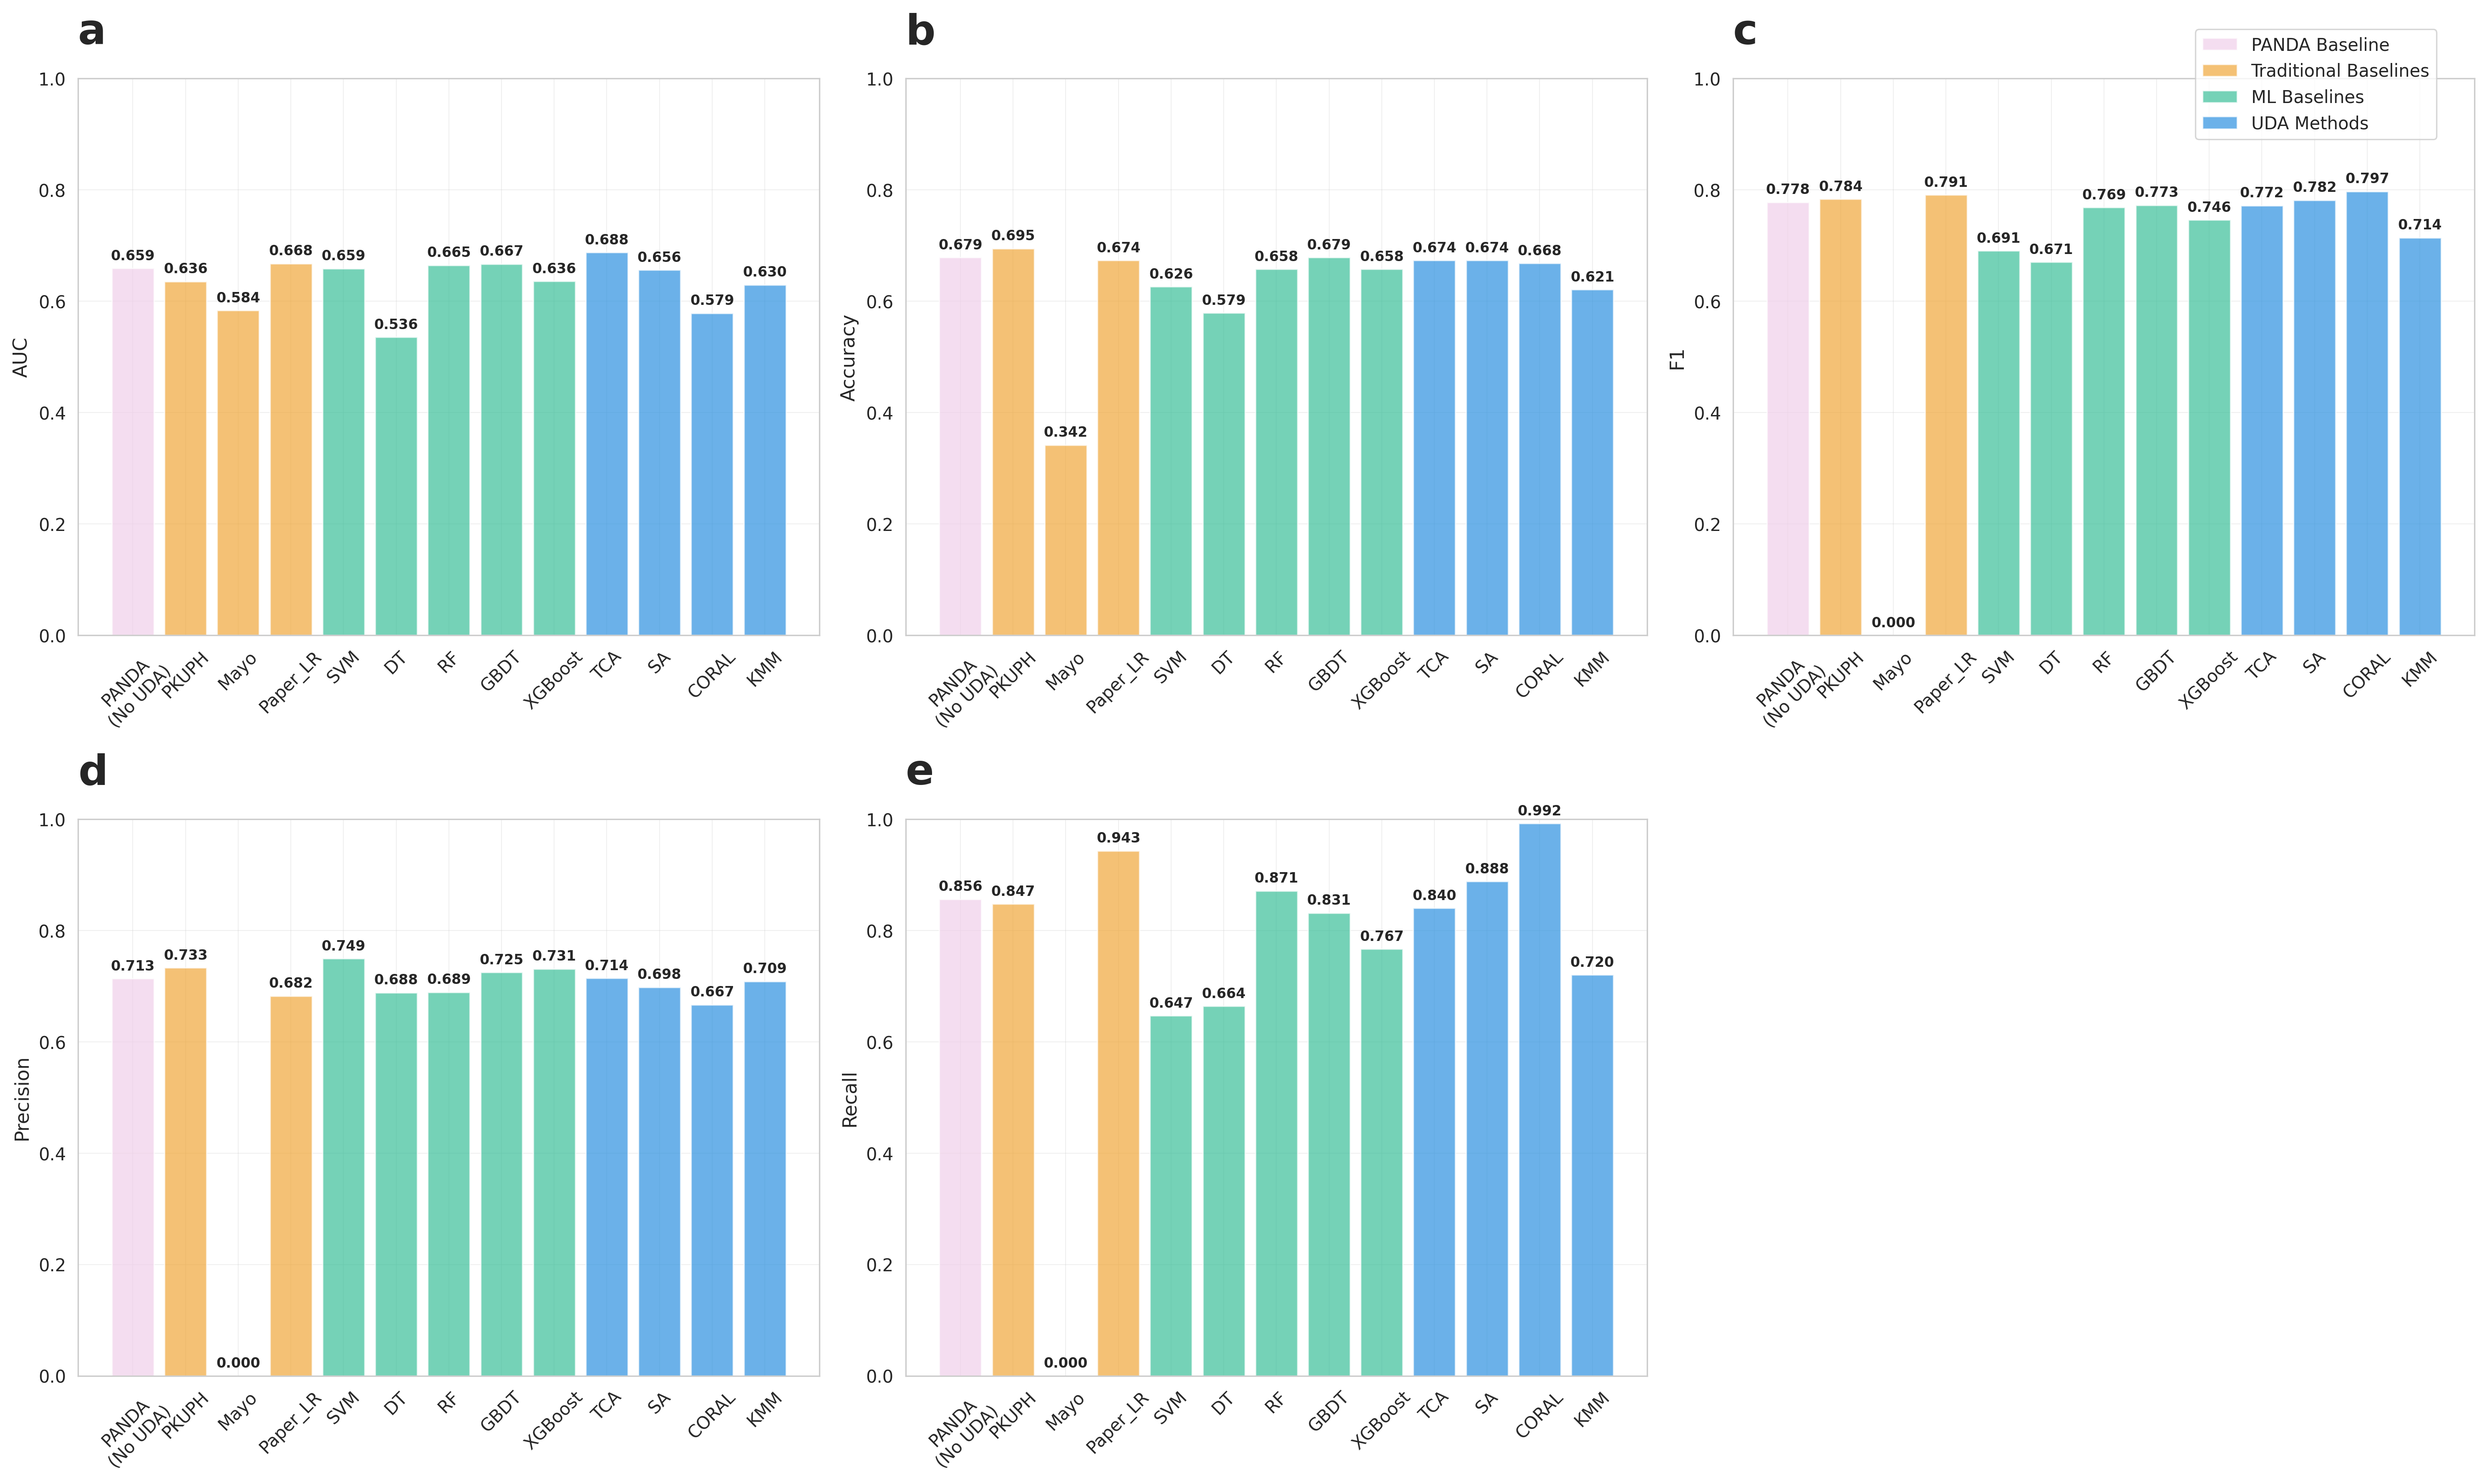 a
1.0
0.8
0.6
0.4
0.2
0.0
AUC
0.659
0.636
0.584
0.668
0.659
0.536
0.665
0.667
0.636
0.688
0.656
0.579
0.630
PANDA
(No UDA)
PKUPH
Mayo
Paper_LR
SVM
DT
RF
GBDT
XGBoost
TCA
SA
CORAL
KMM
b
1.0
0.8
0.6
0.4
0.2
0.0
Accuracy
0.679
0.695
0.342
0.674
0.626
0.579
0.658
0.679
0.658
0.674
0.674
0.668
0.621
PANDA
(No UDA)
PKUPH
Mayo
Paper_LR
SVM
DT
RF
GBDT
XGBoost
TCA
SA
CORAL
KMM
c
PANDA Baseline
Traditional Baselines
ML Baselines
UDA Methods
1.0
0.8
0.6
0.4
0.2
0.0
F1
0.778
0.784
0.000
0.791
0.691
0.671
0.769
0.773
0.746
0.772
0.782
0.797
0.714
PANDA
(No UDA)
PKUPH
Mayo
Paper_LR
SVM
DT
RF
GBDT
XGBoost
TCA
SA
CORAL
KMM
d
1.0
0.8
0.6
0.4
0.2
0.0
Precision
0.713
0.733
0.000
0.682
0.749
0.688
0.689
0.725
0.731
0.714
0.698
0.667
0.709
PANDA
(No UDA)
PKUPH
Mayo
Paper_LR
SVM
DT
RF
GBDT
XGBoost
TCA
SA
CORAL
KMM
e
1.0
0.8
0.6
0.4
0.2
0.0
Recall
0.856
0.847
0.000
0.943
0.647
0.664
0.871
0.831
0.767
0.840
0.888
0.992
0.720
PANDA
(No UDA)
PKUPH
Mayo
Paper_LR
SVM
DT
RF
GBDT
XGBoost
TCA
SA
CORAL
KMM